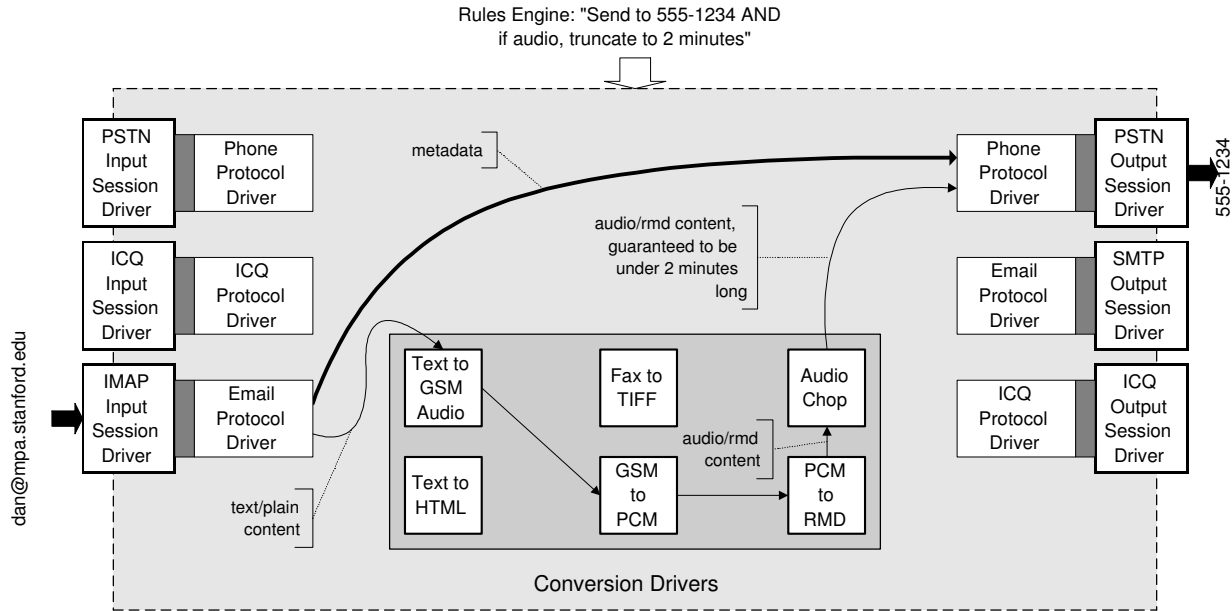 Rules Engine: "Send to 555-1234 AND
if audio, truncate to 2 minutes"
PSTN
Input
Session
Driver
Phone
Protocol
Driver
metadata
Phone
Protocol
Driver
PSTN
Output
Session
Driver
555-1234
audio/rmd content,
guaranteed to be
under 2 minutes
long
ICQ
Input
Session
Driver
ICQ
Protocol
Driver
Email
Protocol
Driver
SMTP
Output
Session
Driver
dan@mpa.stanford.edu
IMAP
Input
Session
Driver
Email
Protocol
Driver
Text to
GSM
Audio
Fax to
TIFF
Audio
Chop
ICQ
Protocol
Driver
ICQ
Output
Session
Driver
audio/rmd
content
text/plain
content
Text to
HTML
GSM
to
PCM
PCM
to
RMD
Conversion Drivers